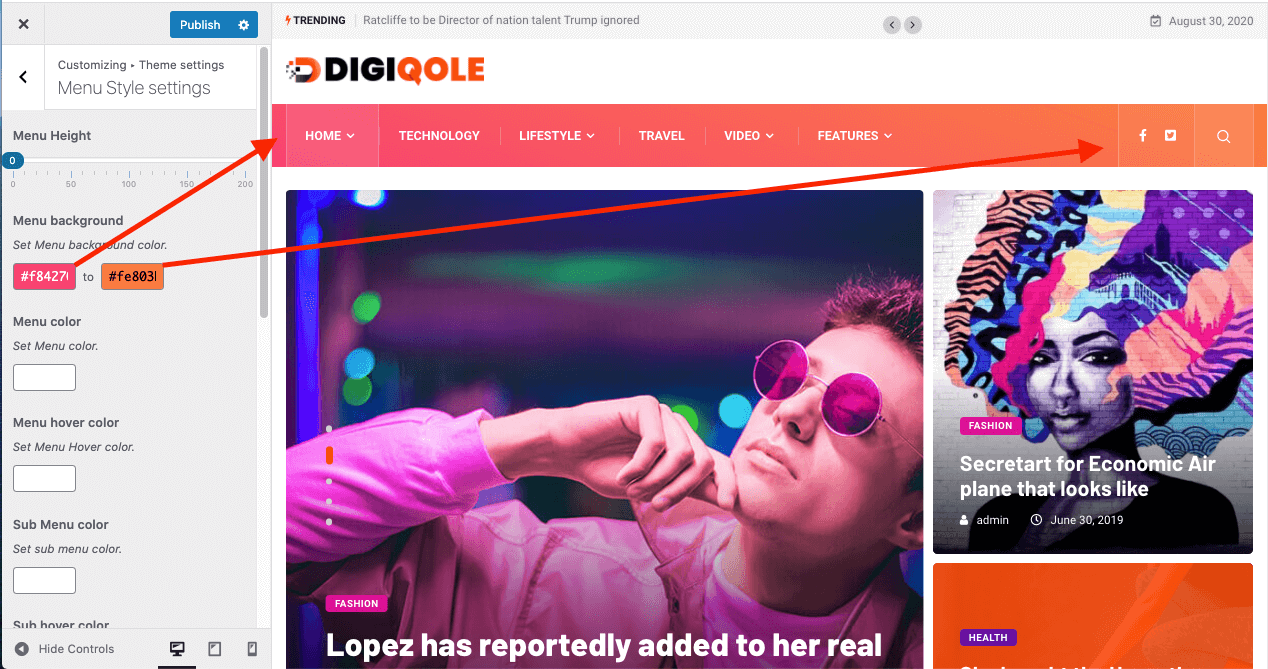 Publish
Customizing ▸ Theme settings
Menu Style settings
Menu Height
0
0 50 100 150 200
Menu background
Set Menu background color.
#f8427( to #fe803l
Menu color
Set Menu color.
Menu hover color
Set Menu Hover color.
Sub Menu color
Set sub menu color.
Sub hover color
Hide Controls
TRENDING Ratcliffe to be Director of nation talent Trump ignored
August 30, 2020
DIGIQOLE
HOME TECHNOLOGY LIFESTYLE TRAVEL VIDEO FEATURES
FASHION
Lopez has reportedly added to her real
FASHION
Secretart for Economic Air
plane that looks like
admin June 30, 2019
HEALTH